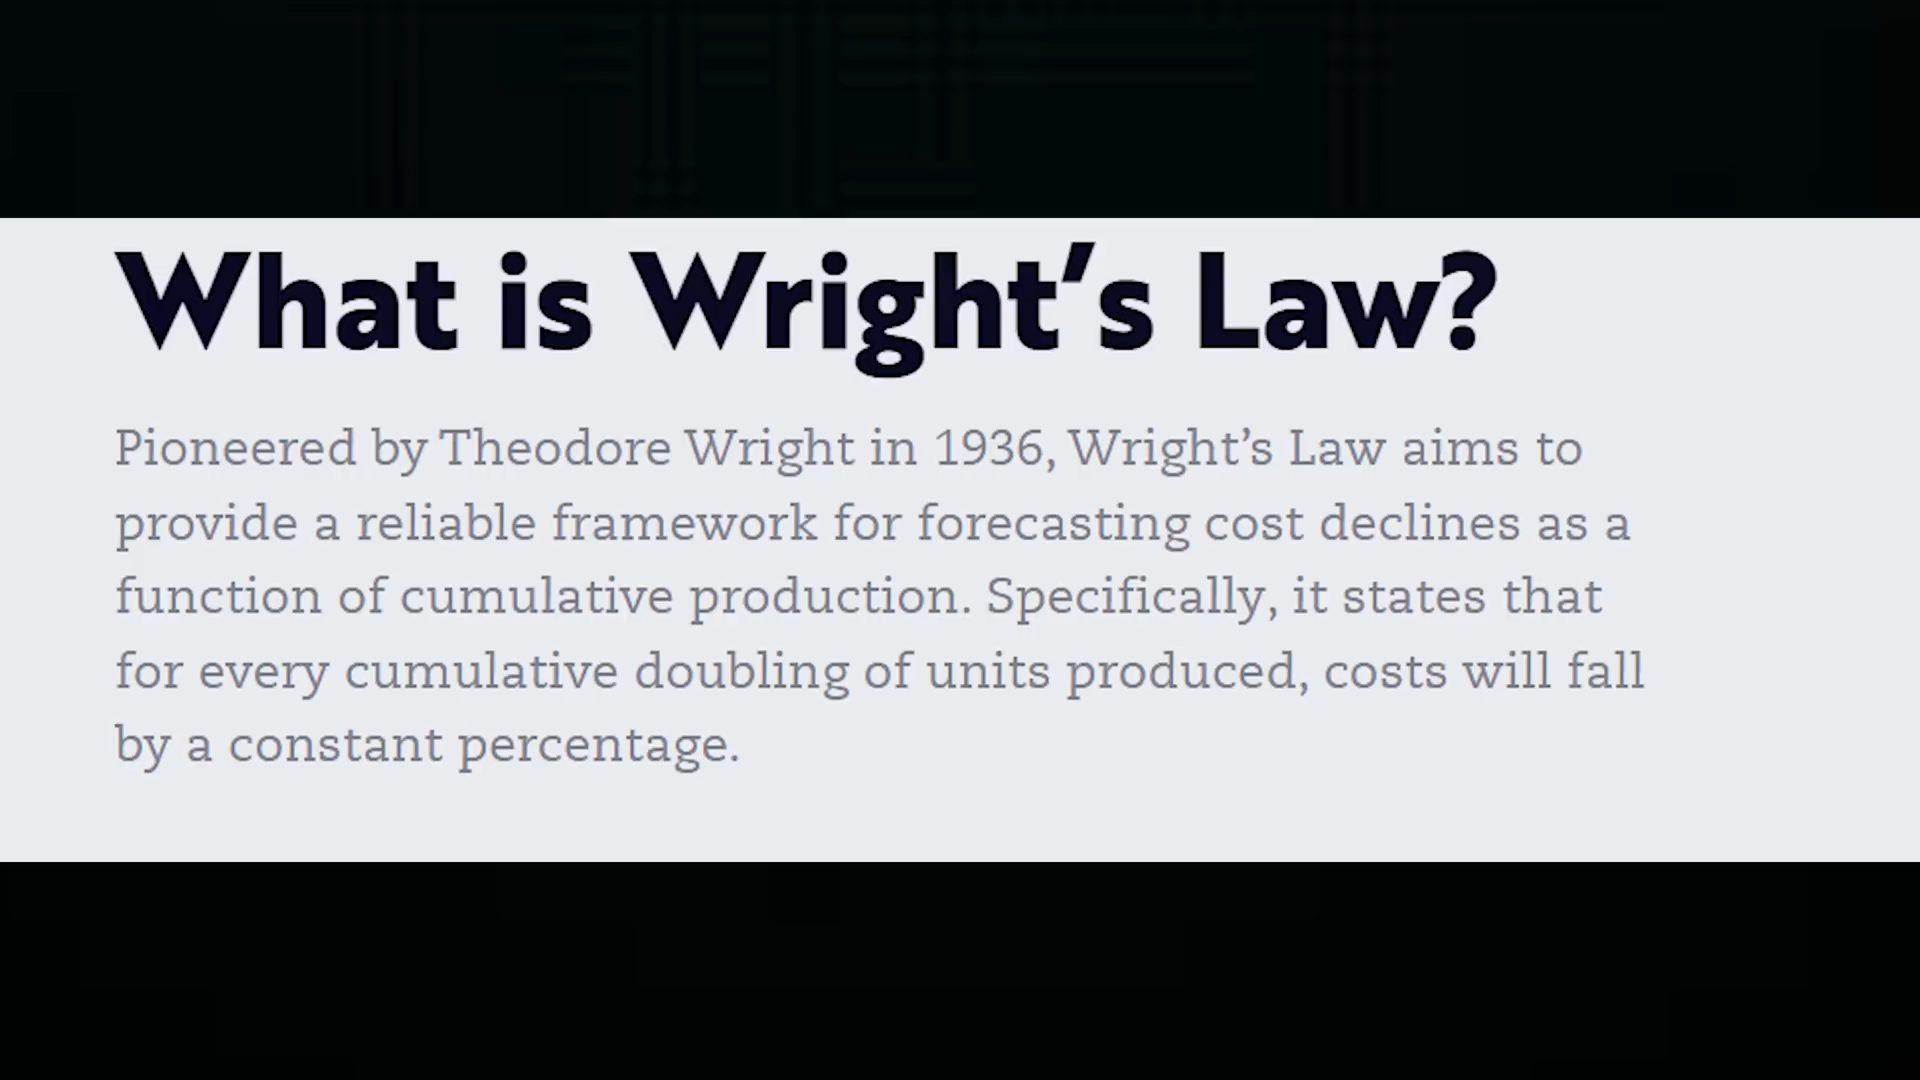 What is Wright’s Law?
Pioneered by Theodore Wright in 1936, Wright’s Law aims to
provide a reliable framework for forecasting cost declines as a
function of cumulative production. Specifically, it states that
for every cumulative doubling of units produced, costs will fall
by a constant percentage.